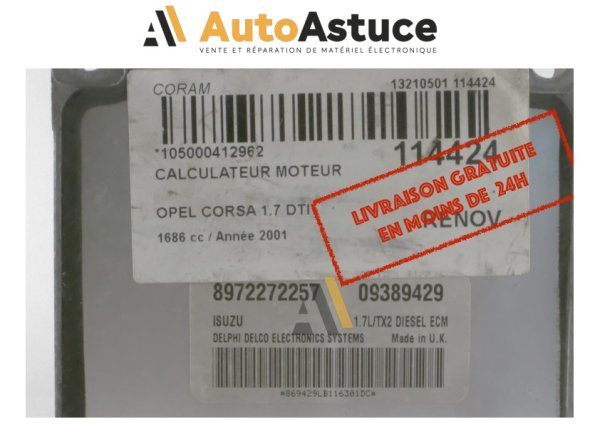 AutoAstuce
VENTE ET RÉPARATION DE MATÉRIEL ÉLECTRONIQUE
CORAM 13210501 114424
*105000412962 114424
CALCULATEUR MOTEUR
OPEL CORSA 1.7 DTI
1686 cc / Année 2001 RENOV
LIVRAISON GRATUITE
EN MOINS DE 24H
8972272257 09389429
ISUZU 1.7L/TX2 DIESEL ECM
DELPHI DELCO ELECTRONICS SYSTEMS Made in U.K.
*869429LB116301DC*